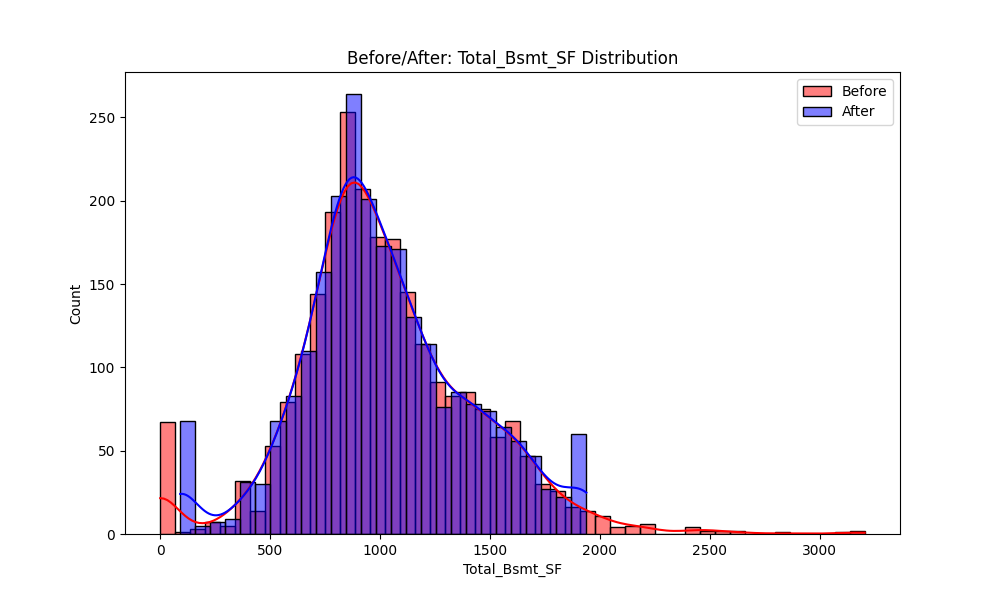 Before/After: Total_Bsmt_SF Distribution
Before
After
Count
250
200
150
100
50
0
0 500 1000 1500 2000 2500 3000
Total_Bsmt_SF